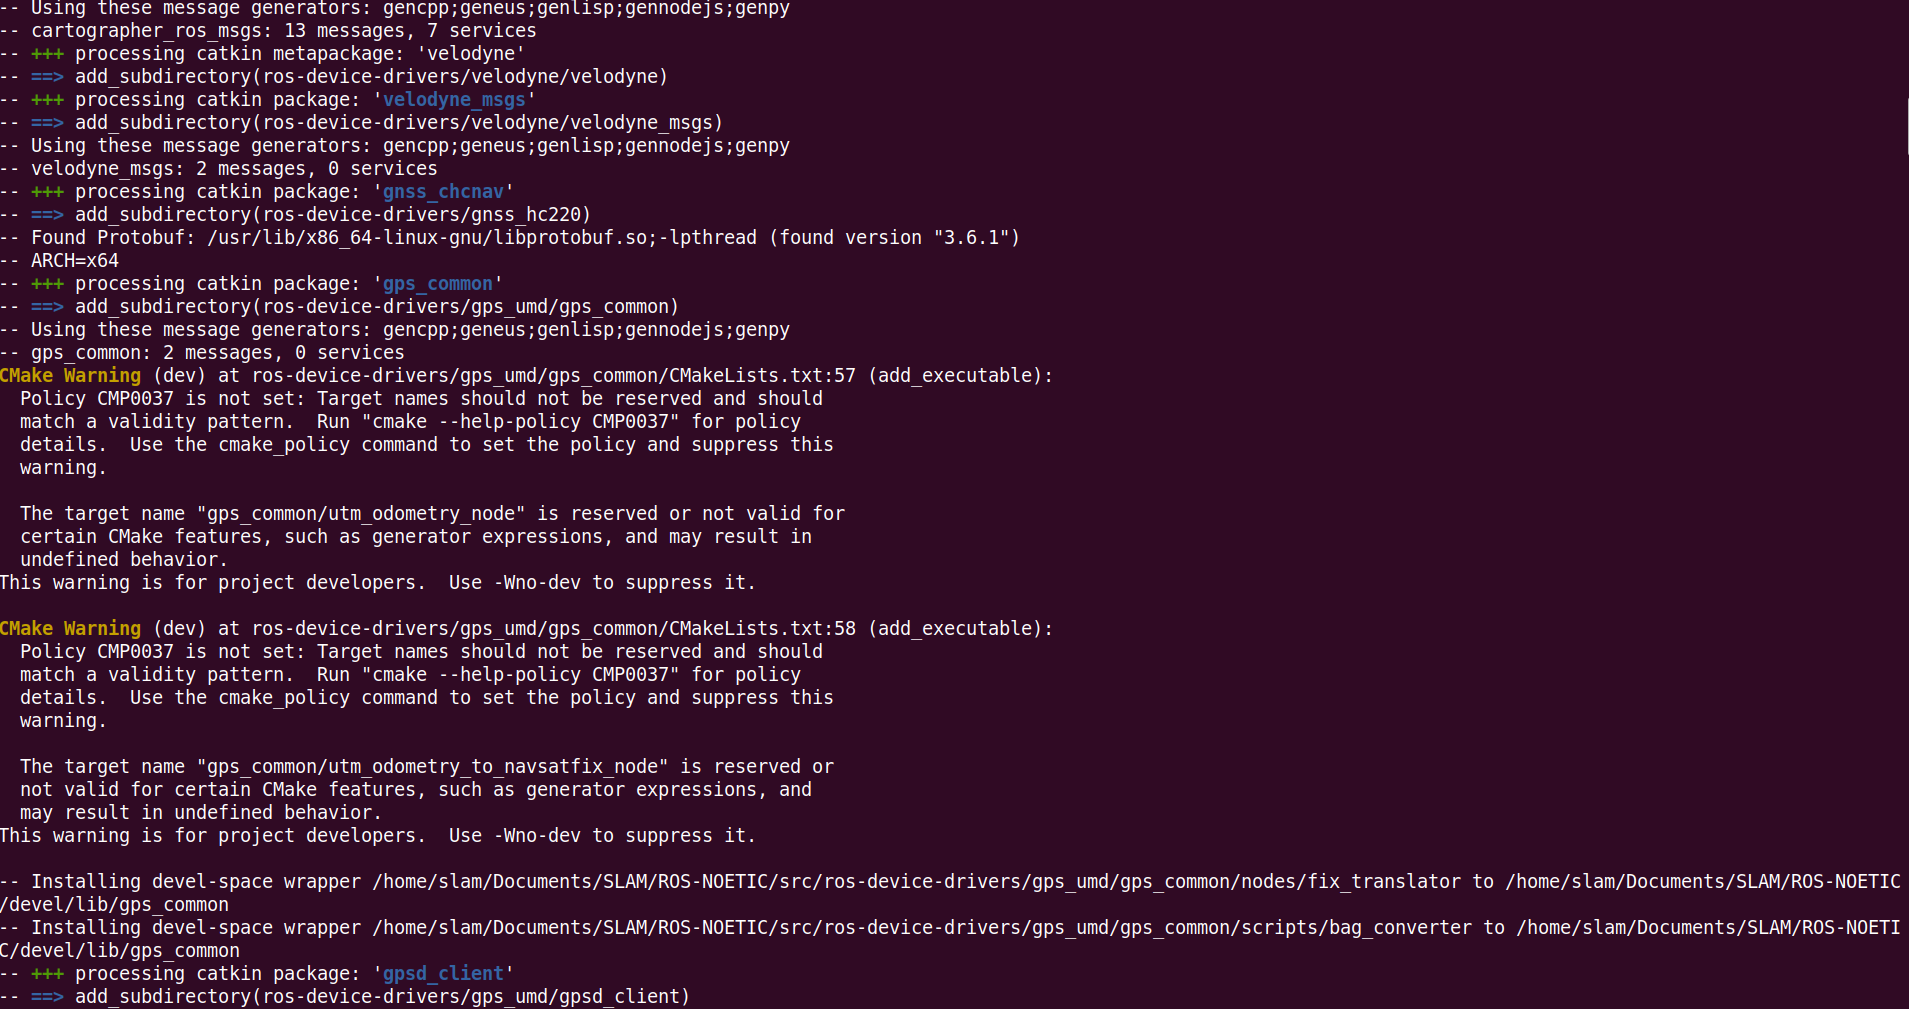 -- Using these message generators: gencpp;geneus;genlisp;gennodejs;genpy
-- cartographer_ros_msgs: 13 messages, 7 services
-- +++ processing catkin metapackage: 'velodyne'
-- ==> add_subdirectory(ros-device-drivers/velodyne/velodyne)
-- +++ processing catkin package: 'velodyne_msgs'
-- ==> add_subdirectory(ros-device-drivers/velodyne/velodyne_msgs)
-- Using these message generators: gencpp;geneus;genlisp;gennodejs;genpy
-- velodyne_msgs: 2 messages, 0 services
-- +++ processing catkin package: 'gnss_chcnav'
-- ==> add_subdirectory(ros-device-drivers/gnss_hc220)
-- Found Protobuf: /usr/lib/x86_64-linux-gnu/libprotobuf.so;-lpthread (found version "3.6.1")
-- ARCH=x64
-- +++ processing catkin package: 'gps_common'
-- ==> add_subdirectory(ros-device-drivers/gps_umd/gps_common)
-- Using these message generators: gencpp;geneus;genlisp;gennodejs;genpy
-- gps_common: 2 messages, 0 services
CMake Warning (dev) at ros-device-drivers/gps_umd/gps_common/CMakeLists.txt:57 (add_executable):
  Policy CMP0037 is not set: Target names should not be reserved and should
  match a validity pattern.  Run "cmake --help-policy CMP0037" for policy
  details.  Use the cmake_policy command to set the policy and suppress this
  warning.

  The target name "gps_common/utm_odometry_node" is reserved or not valid for
  certain CMake features, such as generator expressions, and may result in
  undefined behavior.
This warning is for project developers.  Use -Wno-dev to suppress it.

CMake Warning (dev) at ros-device-drivers/gps_umd/gps_common/CMakeLists.txt:58 (add_executable):
  Policy CMP0037 is not set: Target names should not be reserved and should
  match a validity pattern.  Run "cmake --help-policy CMP0037" for policy
  details.  Use the cmake_policy command to set the policy and suppress this
  warning.

  The target name "gps_common/utm_odometry_to_navsatfix_node" is reserved or
  not valid for certain CMake features, such as generator expressions, and
  may result in undefined behavior.
This warning is for project developers.  Use -Wno-dev to suppress it.

-- Installing devel-space wrapper /home/slam/Documents/SLAM/ROS-NOETIC/src/ros-device-drivers/gps_umd/gps_common/nodes/fix_translator to /home/slam/Documents/SLAM/ROS-NOETIC
/devel/lib/gps_common
-- Installing devel-space wrapper /home/slam/Documents/SLAM/ROS-NOETIC/src/ros-device-drivers/gps_umd/gps_common/scripts/bag_converter to /home/slam/Documents/SLAM/ROS-NOETI
C/devel/lib/gps_common
-- +++ processing catkin package: 'gpsd_client'
-- ==> add_subdirectory(ros-device-drivers/gps_umd/gpsd_client)